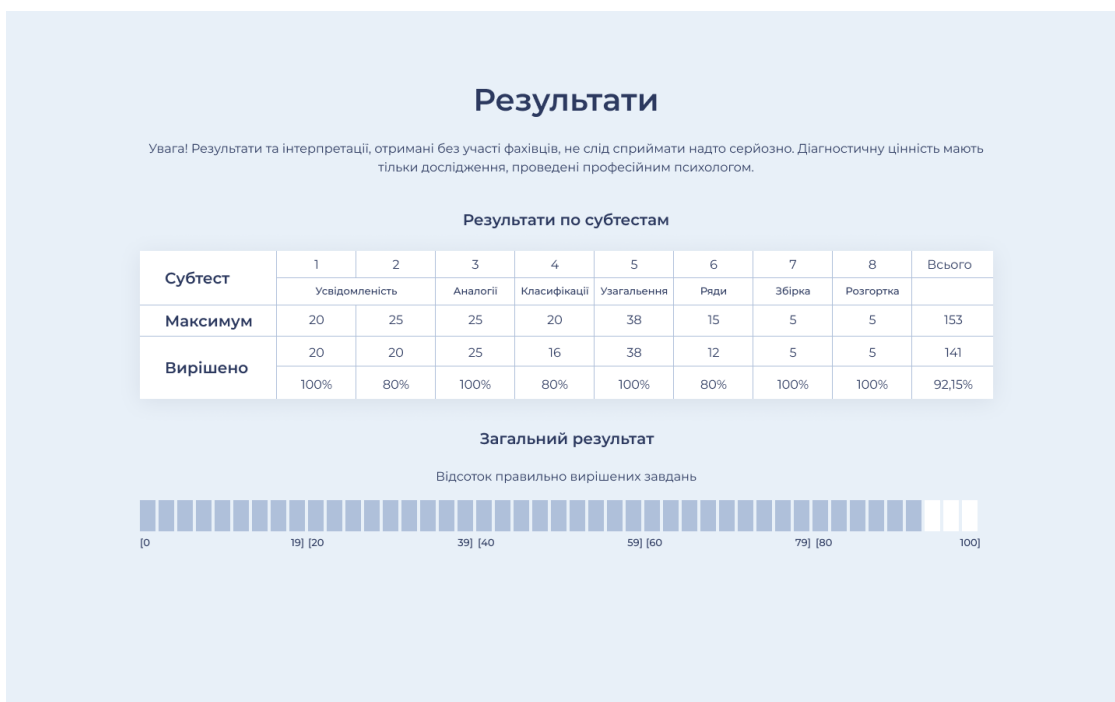 Результати
Увага! Результати та інтерпретації, отримані без участі фахівців, не слід сприймати надто серйозно. Діагностичну цінність мають
тільки дослідження, проведені професійним психологом.
Результати по субтестам
Субтест 1 2 3 4 5 6 7 8 Всього
Усвідомленість Аналогії Класифікації Узагальення Ряди Збірка Розгортка
Максимум 20 25 25 20 38 15 5 5 153
Вирішено 20 20 25 16 38 12 5 5 141
100% 80% 100% 80% 100% 80% 100% 100% 92,15%
Загальний результат
Відсоток правильно вирішених завдань
[0 19] [20 39] [40 59] [60 79] [80 100]